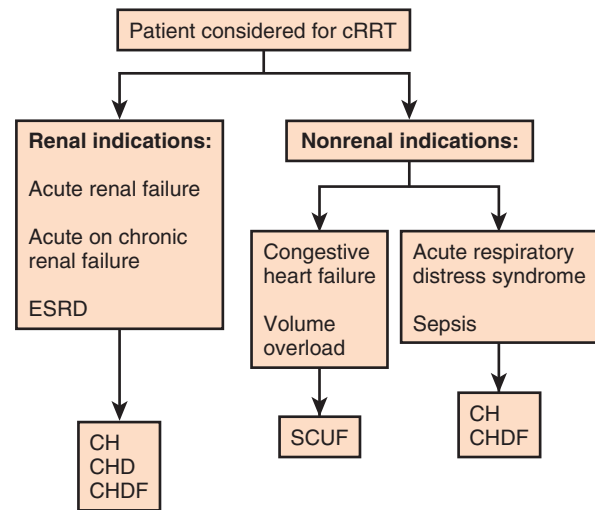 Patient considered for cRRT
Renal indications:
Acute renal failure
Acute on chronic
renal failure
ESRD
Nonrenal indications:
Congestive
heart failure
Volume
overload
Acute respiratory
distress syndrome
Sepsis
CH
CHD
CHDF
SCUF
CH
CHDF